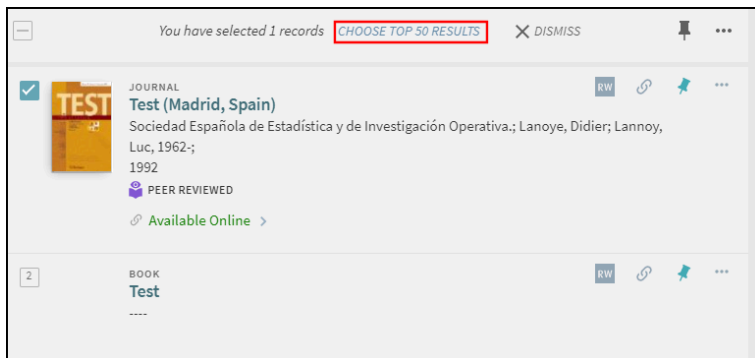 You have selected 1 records CHOOSE TOP 50 RESULTS DISMISS
JOURNAL RW
TEST
Test (Madrid, Spain)
Sociedad Española de Estadística y de Investigación Operativa.; Lanoye, Didier; Lannoy,
Luc, 1962-;
1992
PEER REVIEWED
Available Online >
2 BOOK RW
Test
----